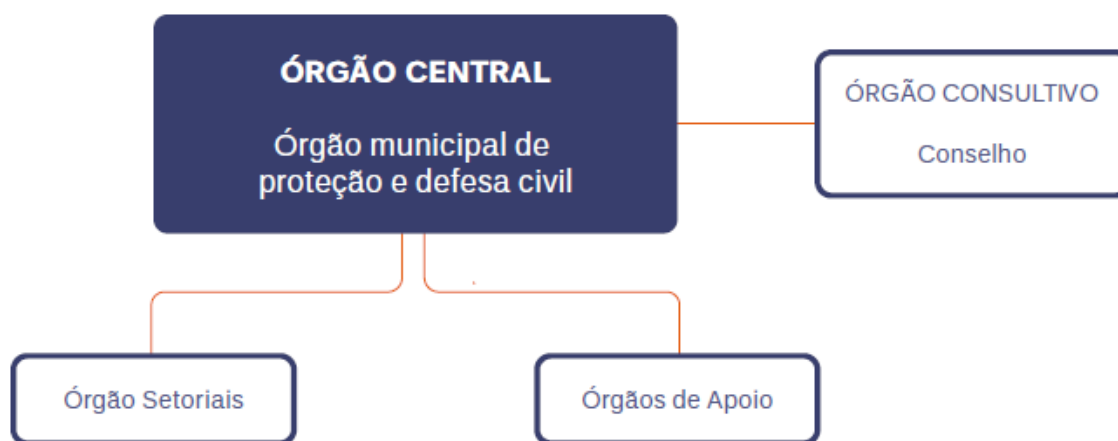 ÓRGÃO CENTRAL
Órgão municipal de
proteção e defesa civil
ÓRGÃO CONSULTIVO
Conselho
Órgão Setoriais
Órgãos de Apoio